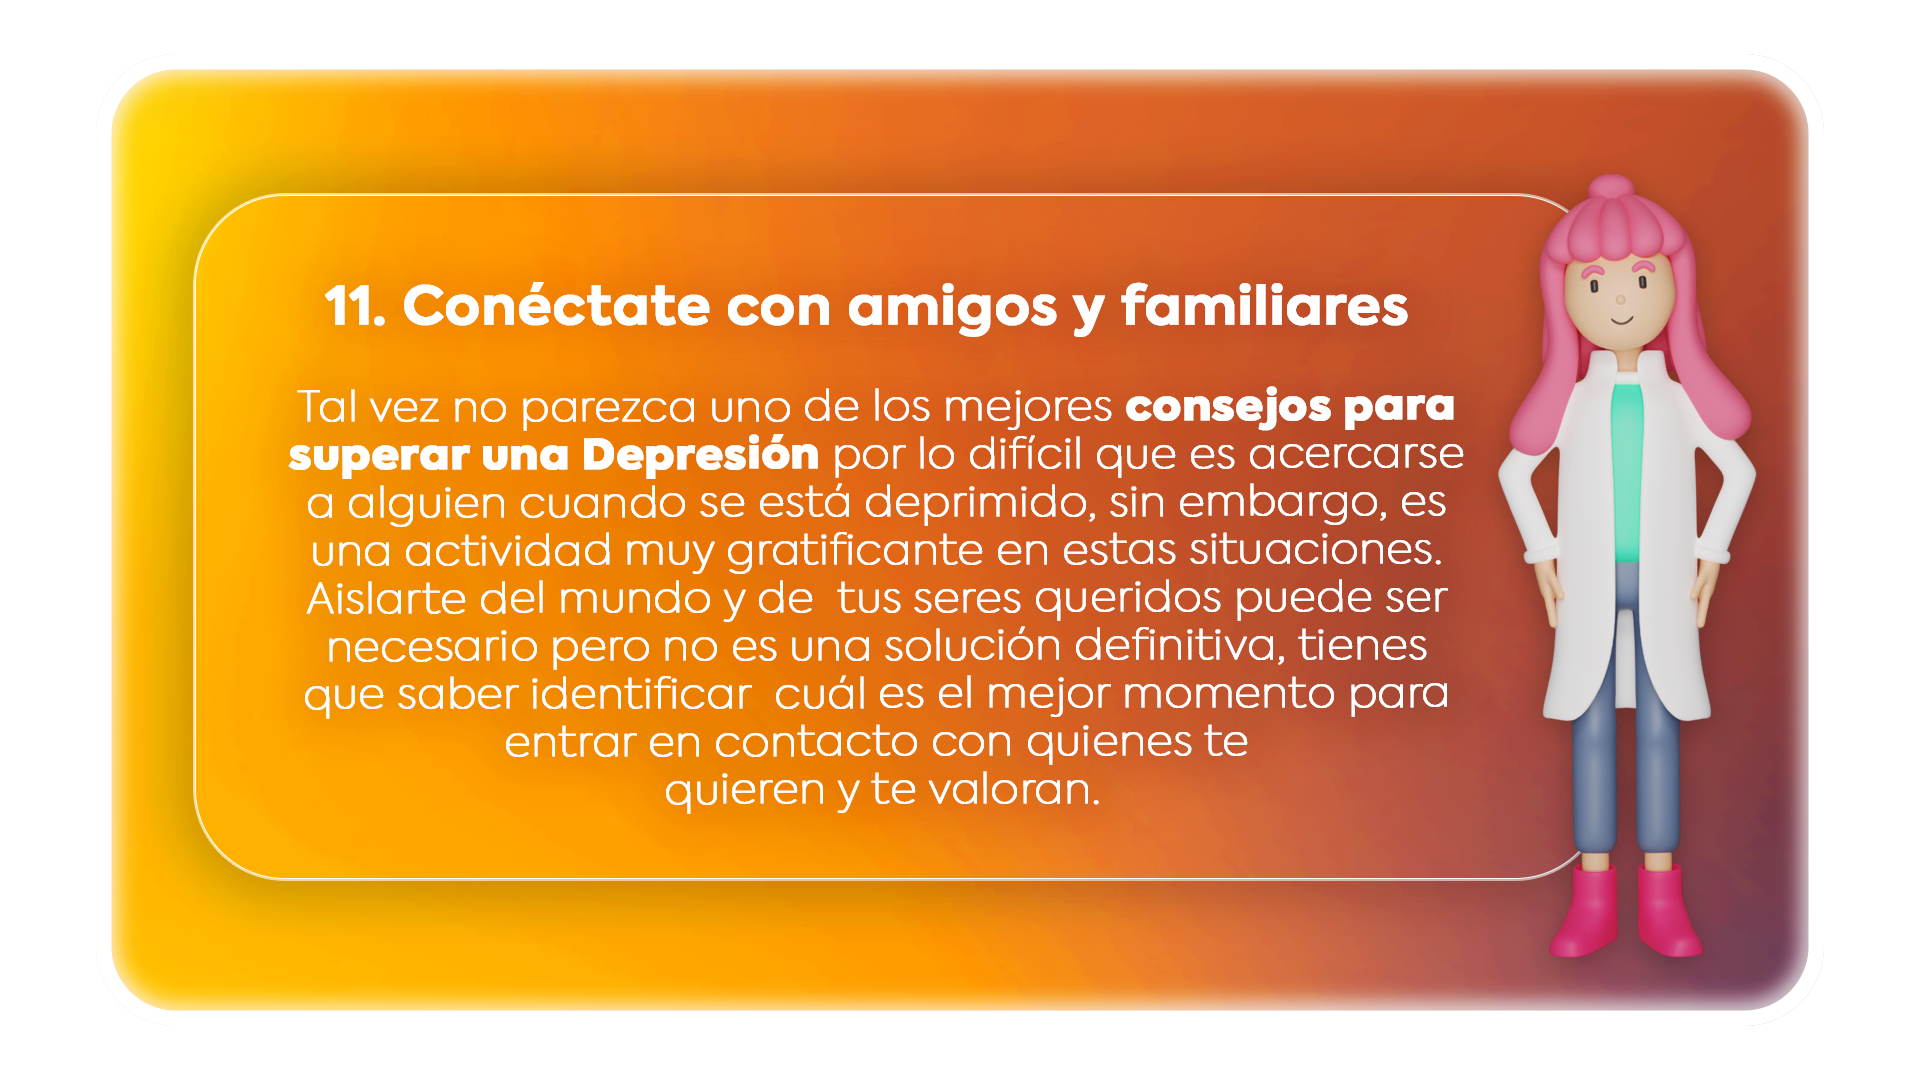 11. Conéctate con amigos y familiares
Tal vez no parezca uno de los mejores consejos para
superar una Depresión por lo difícil que es acercarse
a alguien cuando se está deprimido, sin embargo, es
una actividad muy gratificante en estas situaciones.
Aislarte del mundo y de  tus seres queridos puede ser
necesario pero no es una solución definitiva, tienes
que saber identificar  cuál es el mejor momento para
entrar en contacto con quienes te
quieren y te valoran.